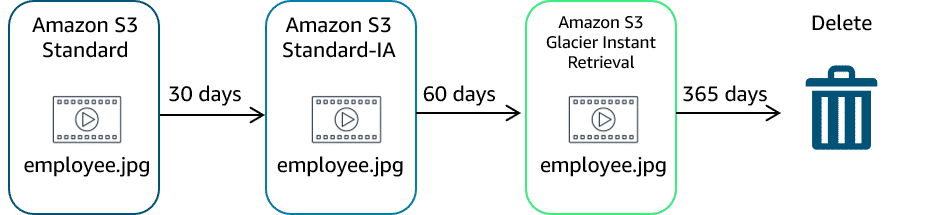 Amazon S3
Standard
employee.jpg
30 days
Amazon S3
Standard-IA
employee.jpg
60 days
Amazon S3
Glacier Instant
Retrieval
employee.jpg
365 days
Delete